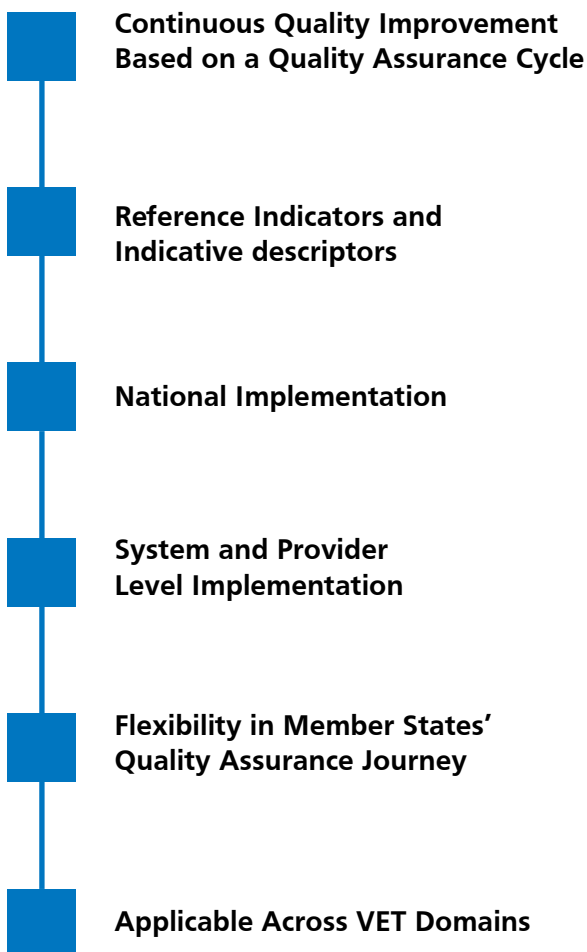 Continuous Quality Improvement
Based on a Quality Assurance Cycle
Reference Indicators and
Indicative descriptors
National Implementation
System and Provider
Level Implementation
Flexibility in Member States’
Quality Assurance Journey
Applicable Across VET Domains